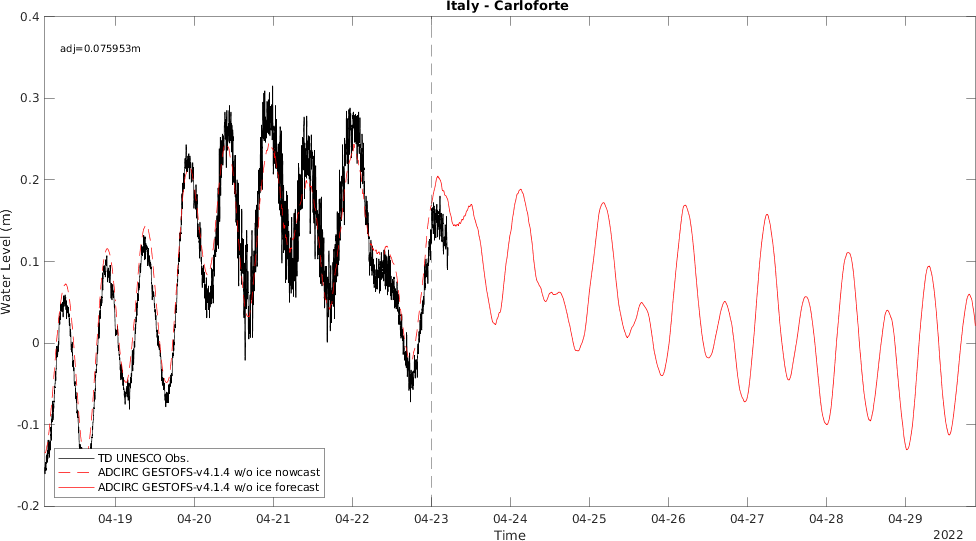 Italy - Carloforte
adj=0.075953m
0.4
0.3
0.2
0.1
0
-0.1
-0.2
Water Level (m)
TD UNESCO Obs.
ADCIRC GESTOFS-v4.1.4 w/o ice nowcast
ADCIRC GESTOFS-v4.1.4 w/o ice forecast
04-19 04-20 04-21 04-22 04-23 04-24 04-25 04-26 04-27 04-28 04-29
Time
2022